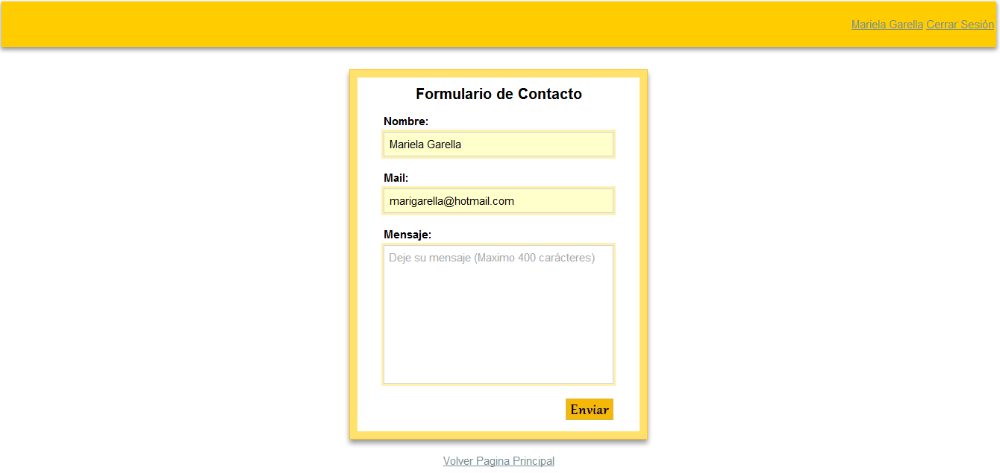 Mariela Garella Cerrar Sesión
Formulario de Contacto
Nombre:
Mariela Garella
Mail:
marigarella@hotmail.com
Mensaje:
Deje su mensaje (Maximo 400 carácteres)
Enviar
Volver Pagina Principal